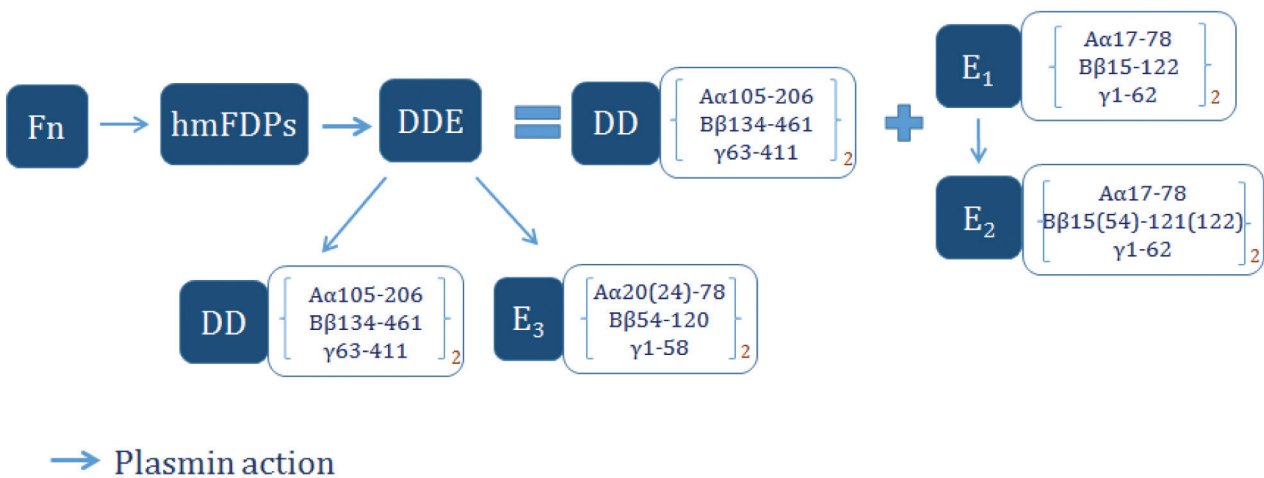 Fn
hmFDPs
DDE
DD
Aα105-206
Bβ134-461
γ63-411
2
E1
Aα17-78
Bβ15-122
γ1-62
2
E2
Aα17-78
Bβ15(54)-121(122)
γ1-62
2
DD
Aα105-206
Bβ134-461
γ63-411
2
E3
Aα20(24)-78
Bβ54-120
γ1-58
2
Plasmin action